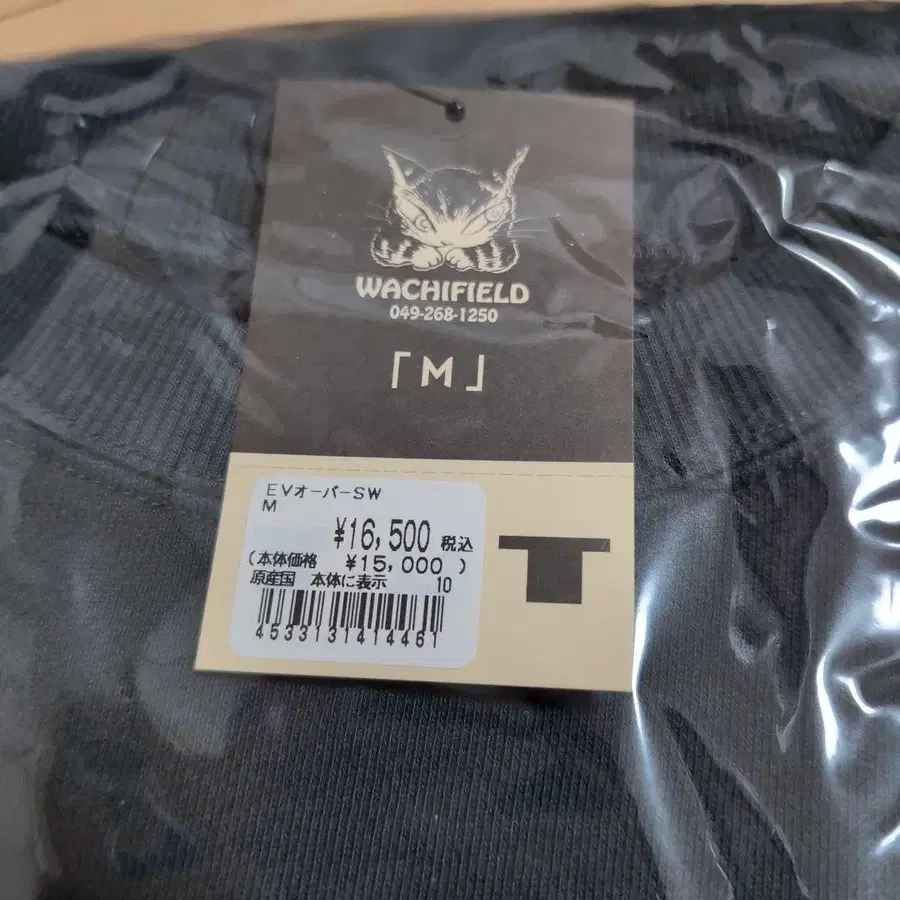 WACHIFIELD
049-268-1250
「M」
EVオーバーSW
M
¥16,500 税込
(本体価格 ¥15,000 )
原産国 本体に表示 10
4533131414461